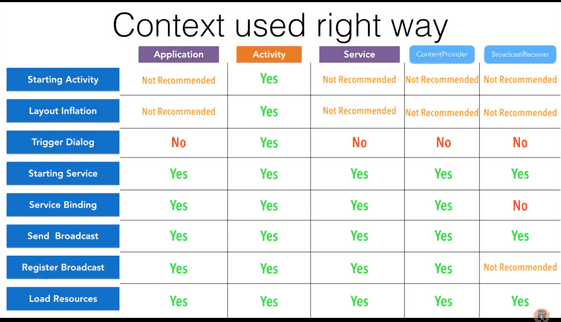 Context used right way
Application Activity Service ContentProvider BroadcastReceiver
Starting Activity Not Recommended Yes Not Recommended Not Recommended Not Recommended
Layout Inflation Not Recommended Yes Not Recommended Not Recommended Not Recommended
Trigger Dialog No Yes No No No
Starting Service Yes Yes Yes Yes Yes
Service Binding Yes Yes Yes Yes No
Send Broadcast Yes Yes Yes Yes Yes
Register Broadcast Yes Yes Yes Yes Not Recommended
Load Resources Yes Yes Yes Yes Yes